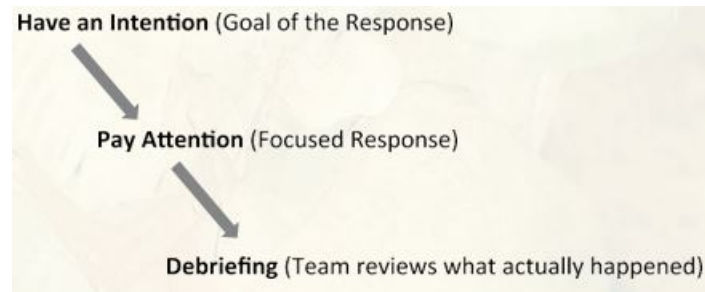 Have an Intention (Goal of the Response)
Pay Attention (Focused Response)
Debriefing (Team reviews what actually happened)